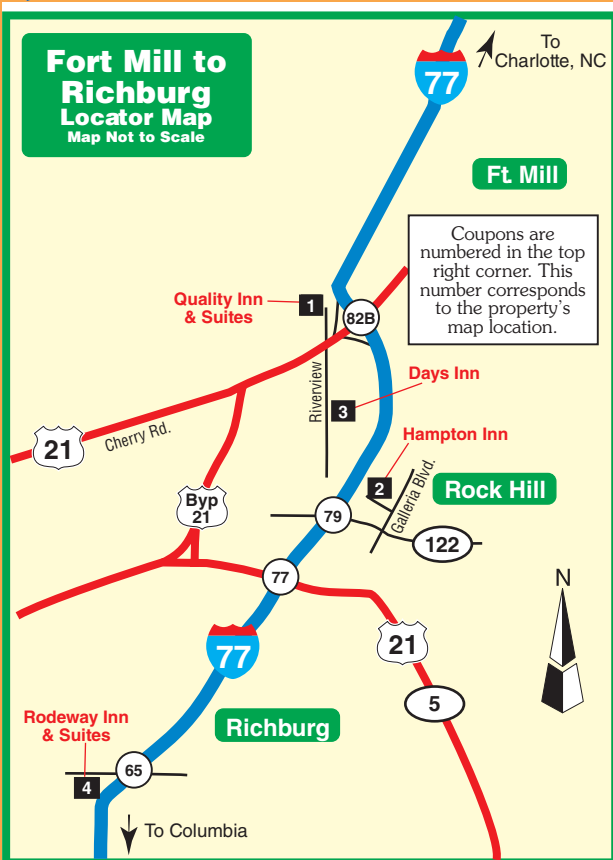 Fort Mill to
Richburg
Locator Map
Map Not to Scale
To
Charlotte, NC
77
Ft. Mill
Coupons are
numbered in the top
right corner. This
number corresponds
to the property's
map location.
Quality Inn
& Suites
1
82B
Riverview
3
Days Inn
21
Cherry Rd.
Hampton Inn
2
Galleria Blvd.
Rock Hill
Byp
21
79
122
77
N
21
77
5
Rodeway Inn
& Suites
Richburg
65
4
To Columbia